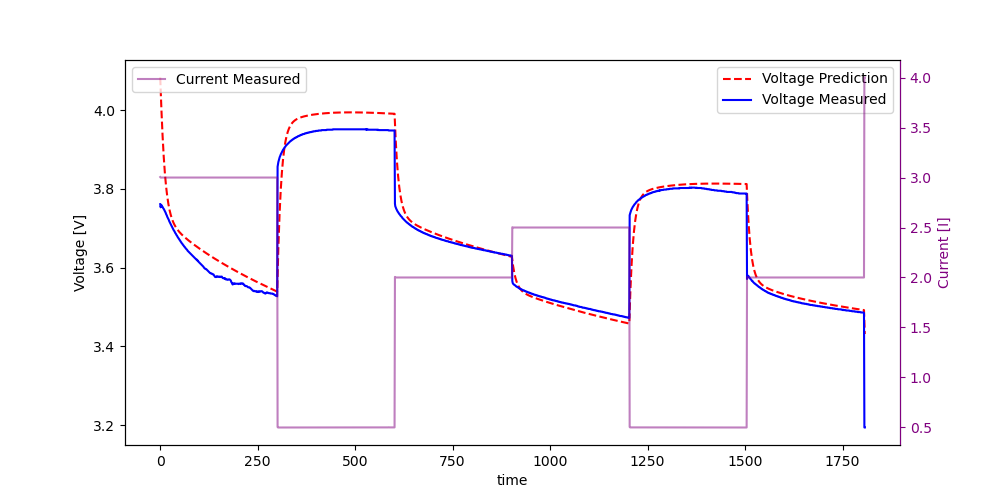 Current Measured
Voltage Prediction
Voltage Measured
4.0
3.8
3.6
3.4
3.2
Voltage [V]
4.0
3.5
3.0
2.5
2.0
1.5
1.0
0.5
Current [I]
0 250 500 750 1000 1250 1500 1750
time